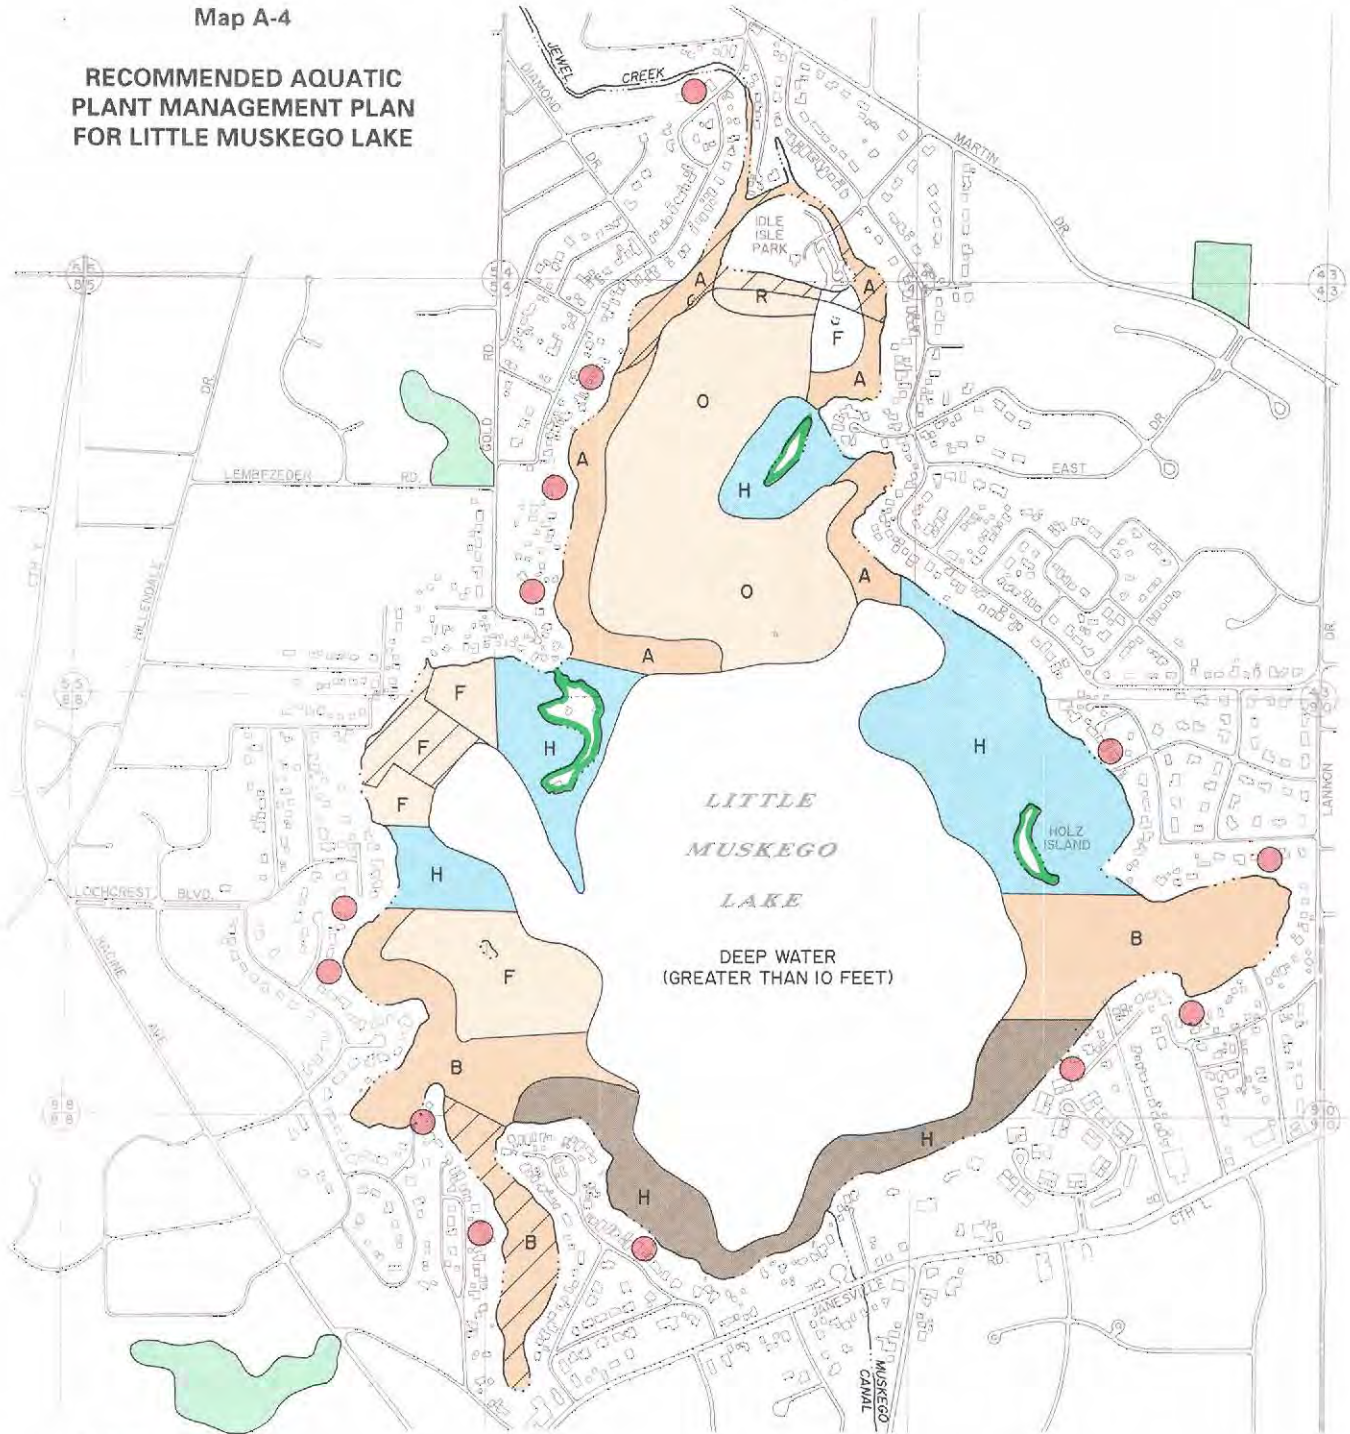 Map A-4
RECOMMENDED AQUATIC
PLANT MANAGEMENT PLAN
FOR LITTLE MUSKEGO LAKE
JEWEL
CREEK
DIAMOND
DR.
MARTIN
DR.
IDLE
ISLE
PARK
A
R
A
F
A
O
GOLD
RD.
DR.
LEMBEZEDER
RD.
A
H
EAST
DR.
CTH Y
HILLENDALE
O
A
A
DR.
F
H
F
F
H
LITTLE
MUSKEGO
LAKE
HOLZ
ISLAND
LANNON
LOCHCREST
BLVD.
H
DEEP WATER
(GREATER THAN 10 FEET)
B
F
RACINE
AVE.
B
H
H
B
CTH L
RD.
JANESVILLE
MUSKEGO
CANAL